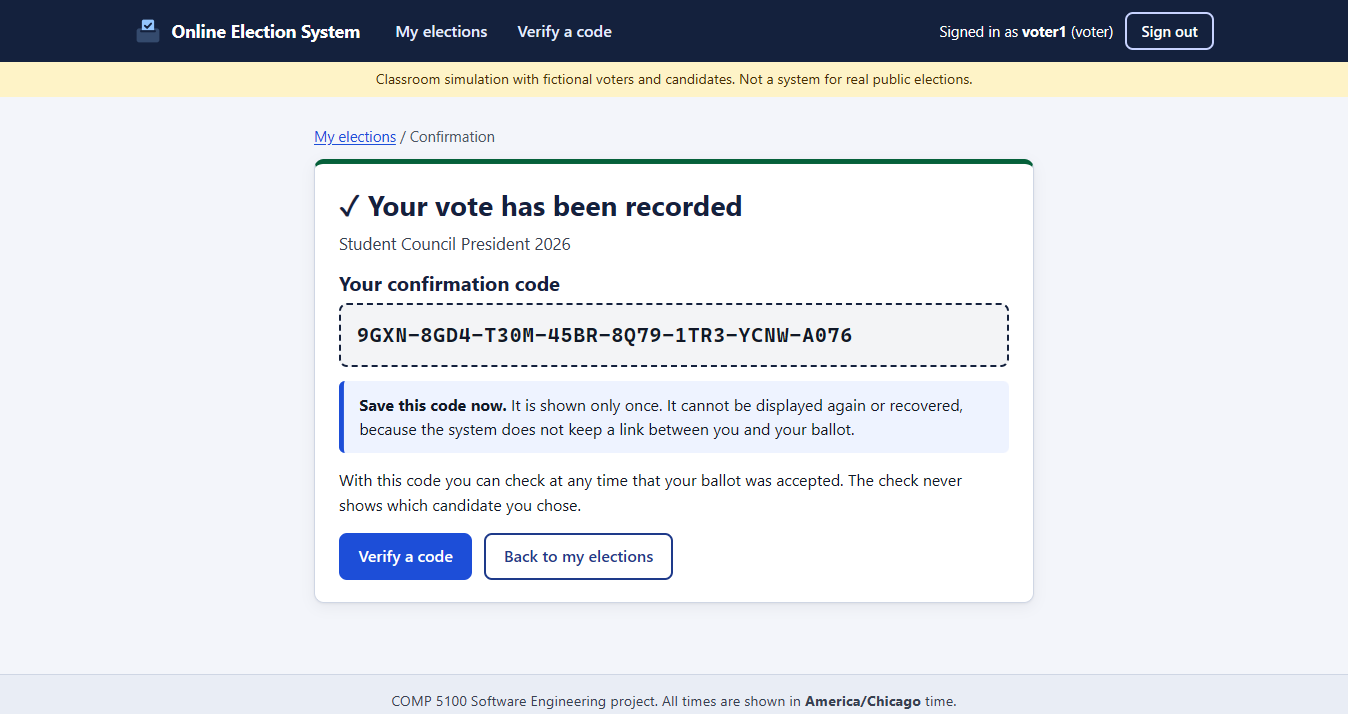 Online Election System My elections Verify a code Signed in as voter1 (voter) Sign out
Classroom simulation with fictional voters and candidates. Not a system for real public elections.
My elections / Confirmation
✓ Your vote has been recorded
Student Council President 2026
Your confirmation code
9GXN-8GD4-T30M-45BR-8Q79-1TR3-YCNW-A076
Save this code now. It is shown only once. It cannot be displayed again or recovered,
because the system does not keep a link between you and your ballot.
With this code you can check at any time that your ballot was accepted. The check never
shows which candidate you chose.
Verify a code Back to my elections
COMP 5100 Software Engineering project. All times are shown in America/Chicago time.